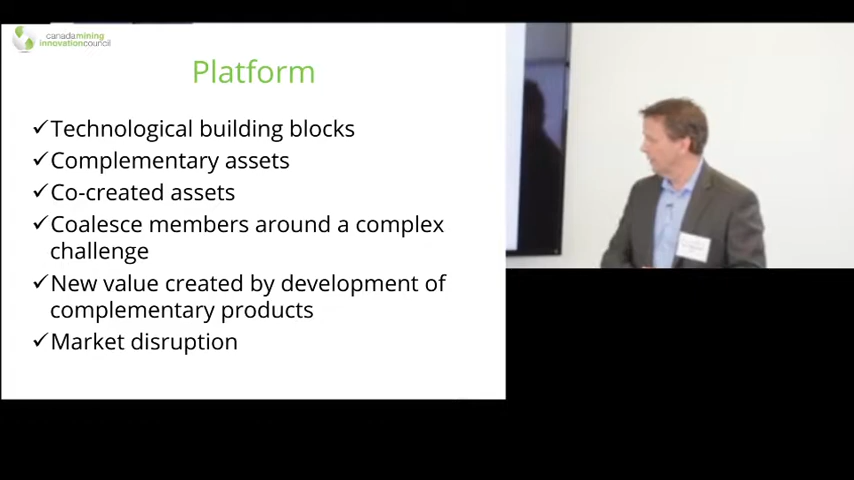 canadamining
innovationcouncil
Platform
✓Technological building blocks
✓Complementary assets
✓Co-created assets
✓Coalesce members around a complex
challenge
✓New value created by development of
complementary products
✓Market disruption